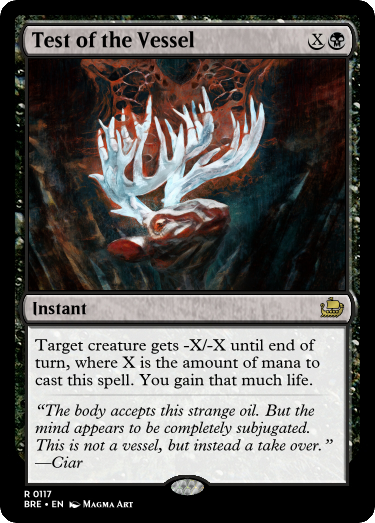 Test of the Vessel X
Instant
Target creature gets -X/-X until end of
turn, where X is the amount of mana to
cast this spell. You gain that much life.
“The body accepts this strange oil. But the
mind appears to be completely subjugated.
This is not a vessel, but instead a take over.”
—Ciar
R 0117
BRE • EN Magma Art